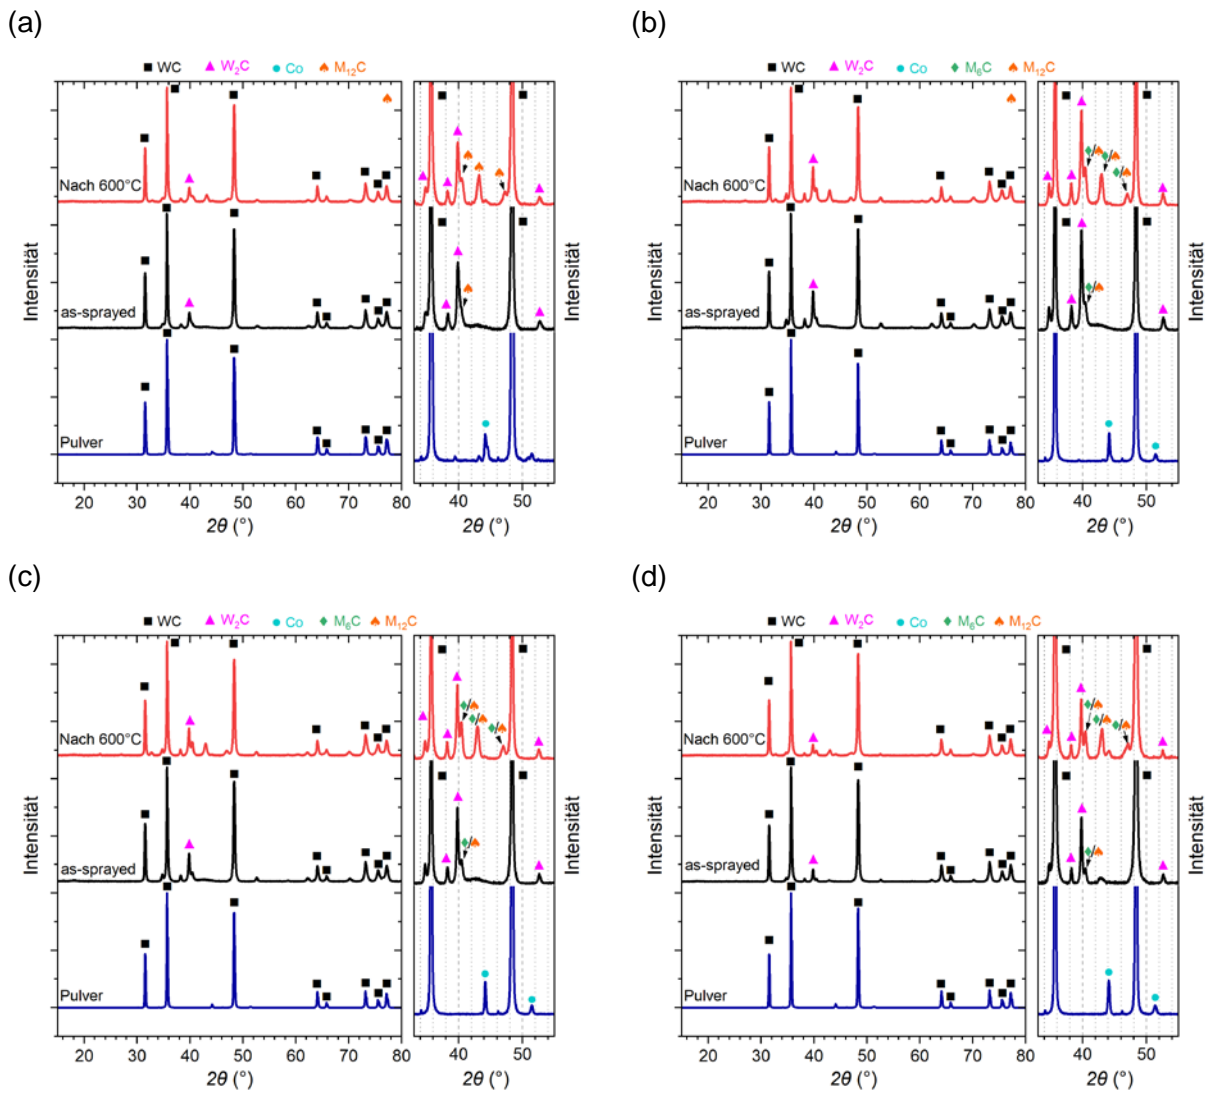 (a)
WC W₂C Co M₁₂C
Intensität
Nach 600°C
as-sprayed
Pulver
20 30 40 50 60 70 80
2θ (°)
40 50
2θ (°)
(b)
WC W₂C Co M₆C M₁₂C
Intensität
Nach 600°C
/
/
/
as-sprayed
/
Pulver
20 30 40 50 60 70 80
2θ (°)
40 50
2θ (°)
Intensität
(c)
WC W₂C Co M₆C M₁₂C
Intensität
Nach 600°C
/
/
/
as-sprayed
/
Pulver
20 30 40 50 60 70 80
2θ (°)
40 50
2θ (°)
(d)
WC W₂C Co M₆C M₁₂C
Intensität
Nach 600°C
/
/
/
as-sprayed
/
Pulver
20 30 40 50 60 70 80
2θ (°)
40 50
2θ (°)
Intensität